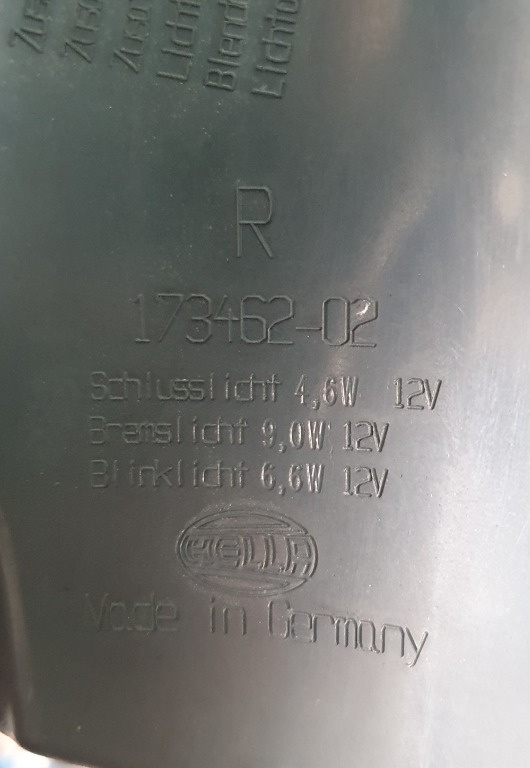 R
173462-02
Schlusslicht 4,6W 12V
Bremslicht 9,0W 12V
Blinklicht 6,6W 12V
HELLA
Made in Germany